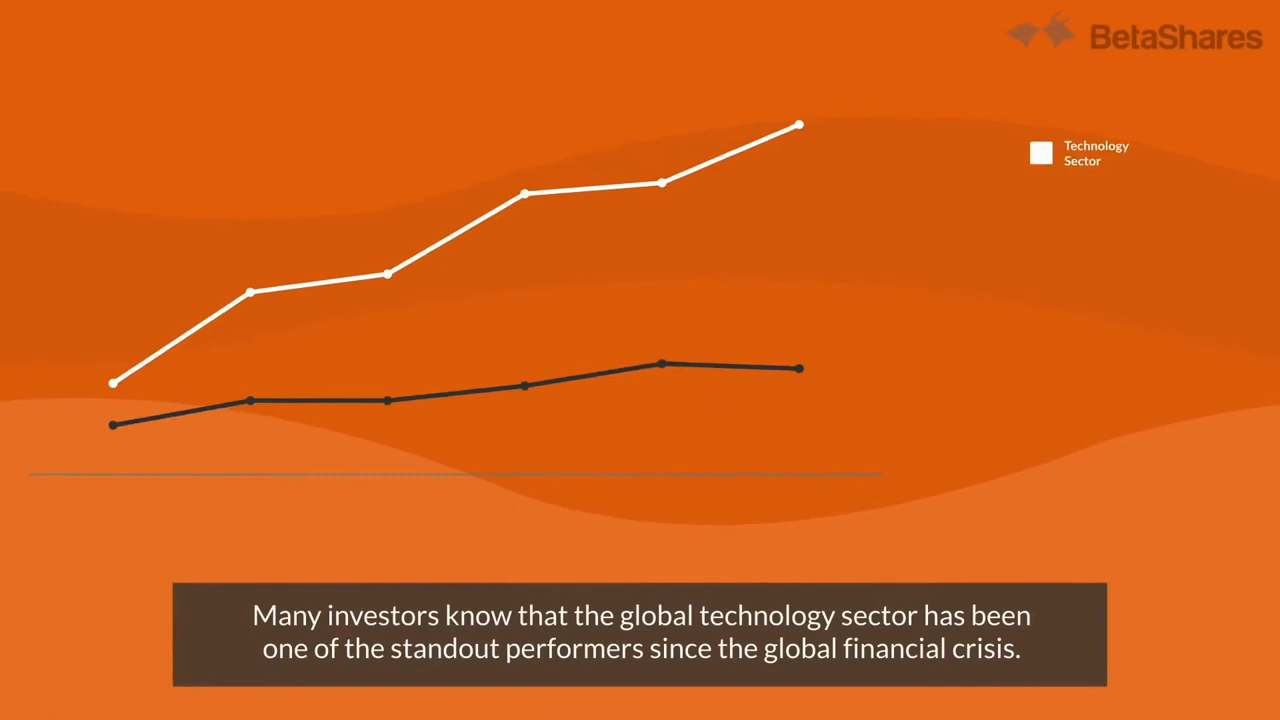 BetaShares
Technology
Sector
Many investors know that the global technology sector has been
one of the standout performers since the global financial crisis.